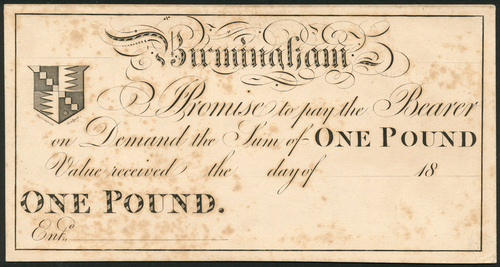 Birmingham
I Promise to pay the Bearer
on Demand the Sum of ONE POUND
Value received the day of 18
ONE POUND.
Entd.